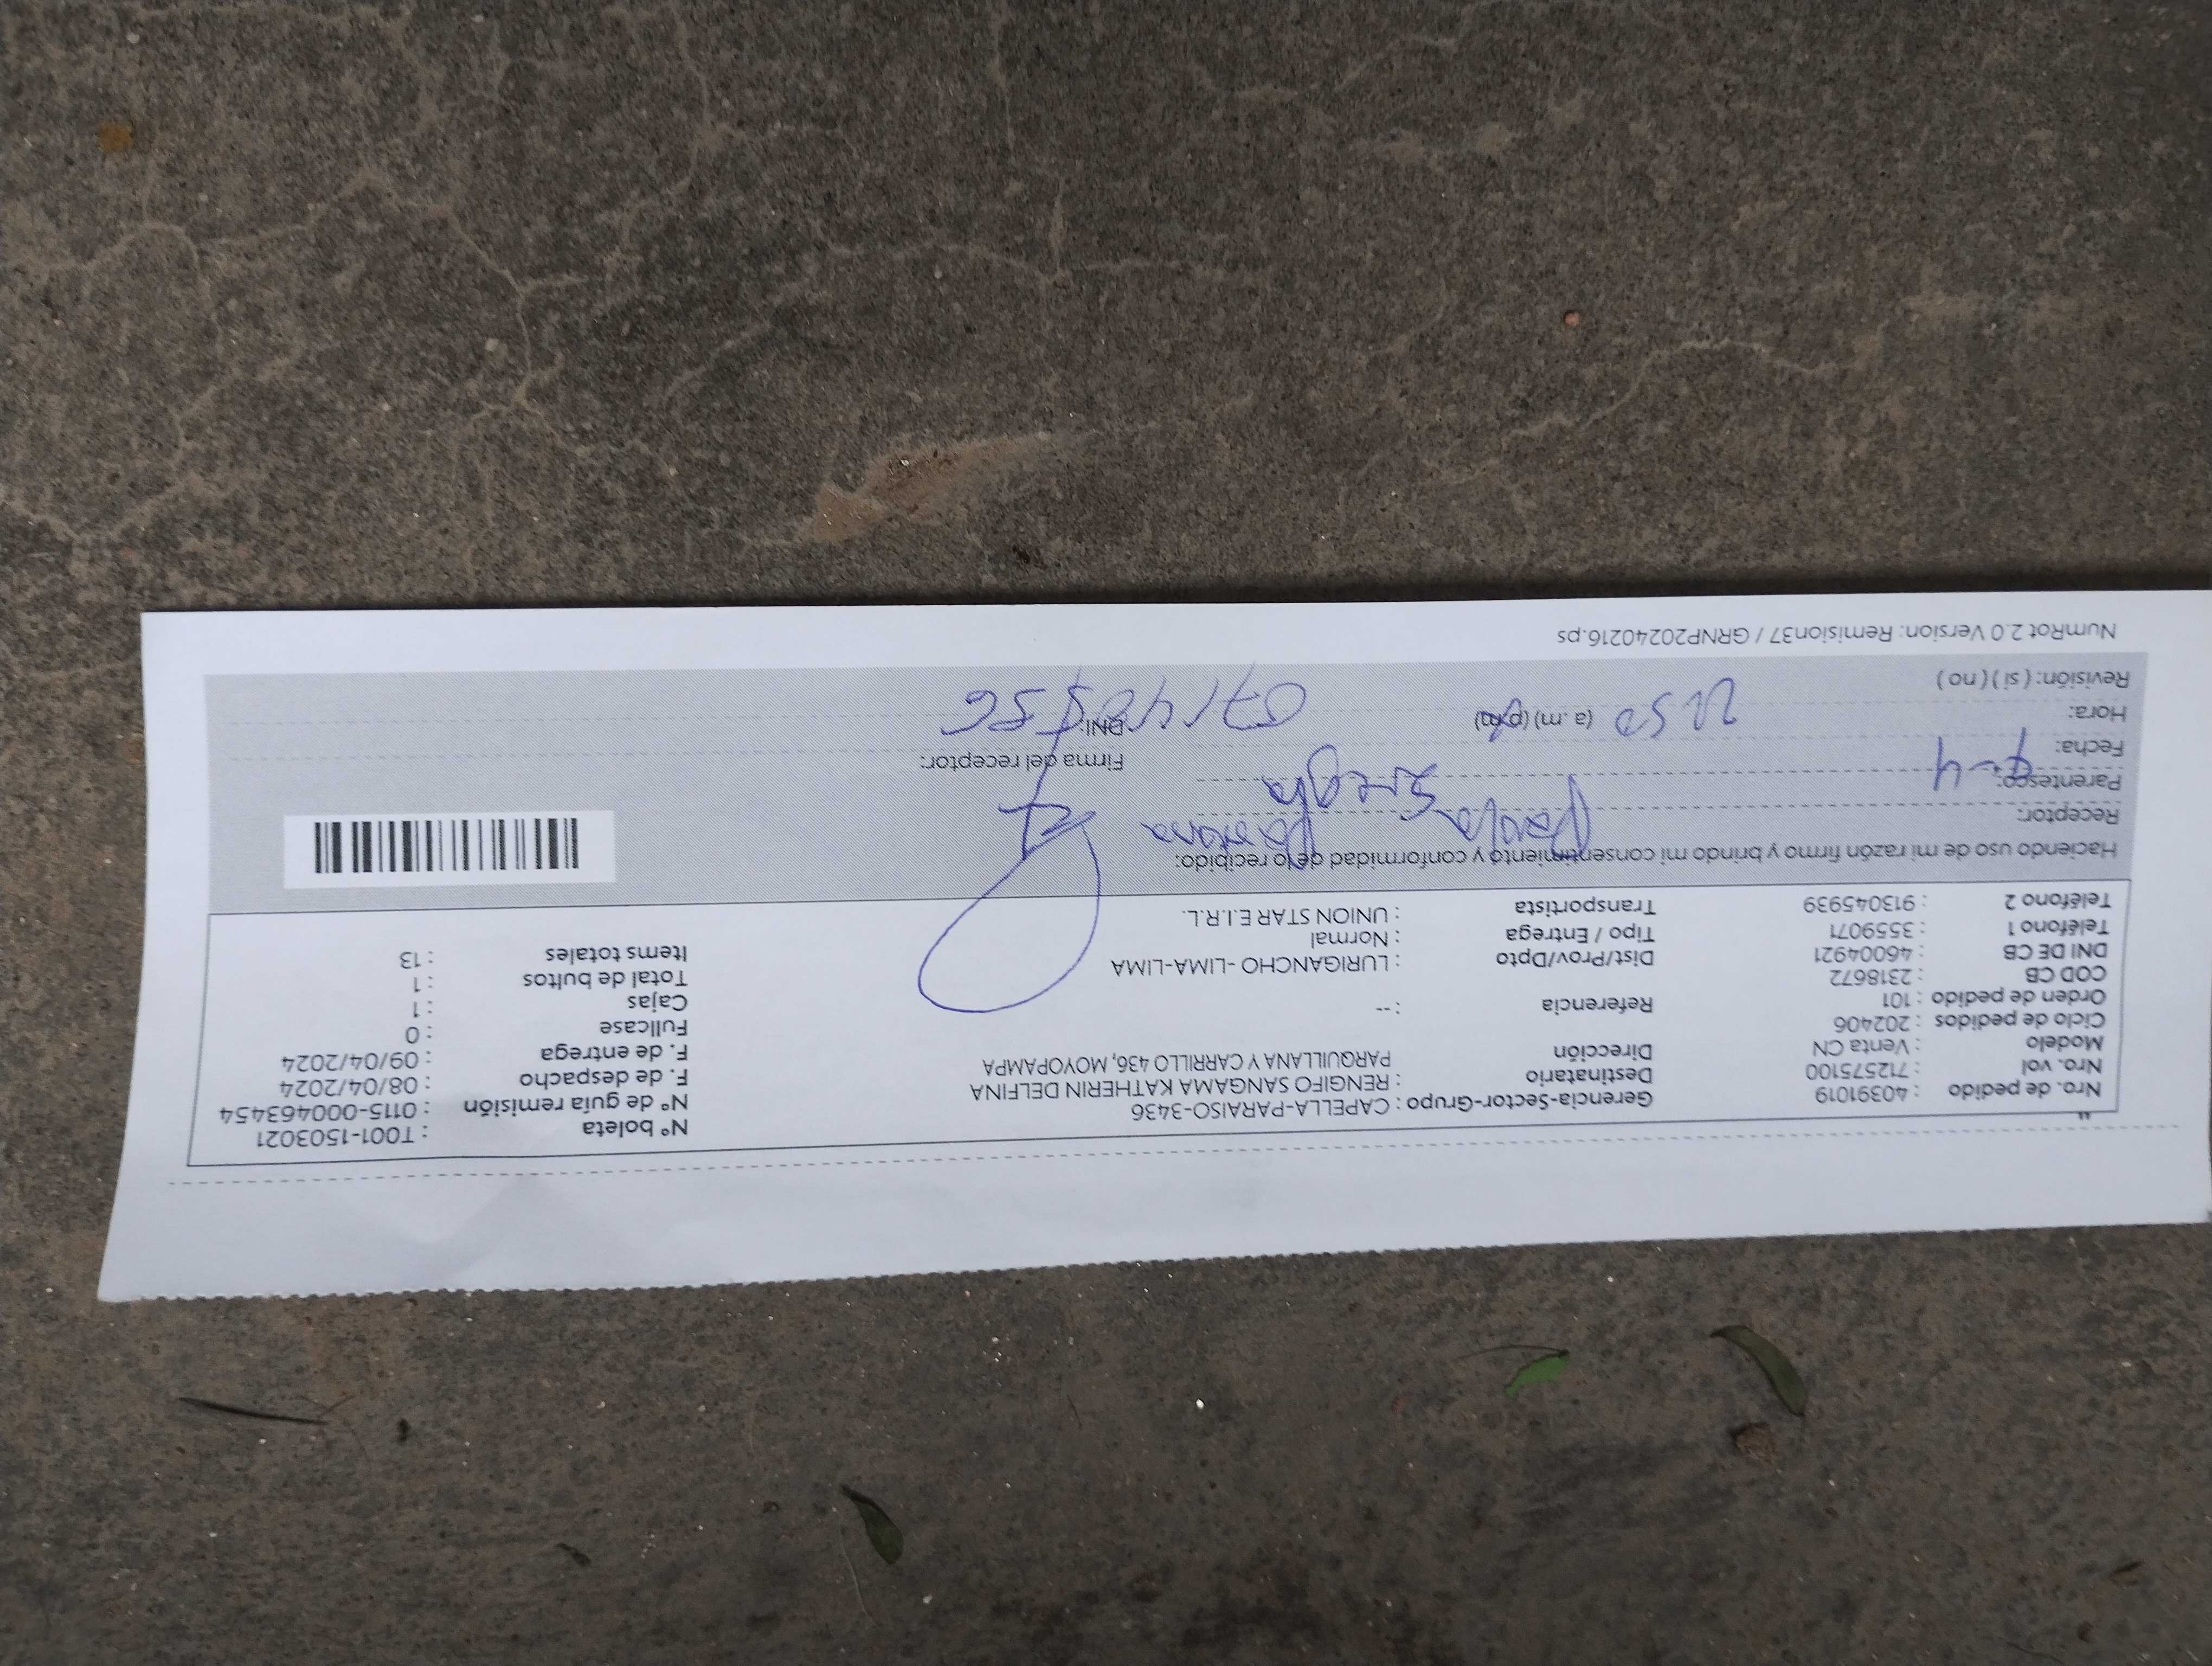 Nro. de pedido : 40391019 Gerencia-Sector-Grupo : CAPELLA-PARAISO-3436 N° boleta : T001-1503021
Nro. vol : 712575100 Destinatario : RENGIFO SANGAMA KATHERIN DELFINA N° de guía remisión : 0115-000463454
Modelo : Venta CN Dirección PARQUILLANA Y CARRILLO 436, MOYOPAMPA F. de despacho : 08/04/2024
Ciclo de pedidos : 202406 F. de entrega : 09/04/2024
Orden de pedido : 101 Referencia : -- Fullcase : 0
COD CB : 2318672 Cajas : 1
DNI DE CB : 46004921 Dist/Prov/Dpto : LURIGANCHO -LIMA-LIMA Total de bultos : 1
Teléfono 1 : 3559071 Tipo / Entrega : Normal Items totales : 13
Teléfono 2 : 913045939 Transportista : UNION STAR E.I.R.L.
Haciendo uso de mi razón firmo y brindo mi consentimiento y conformidad de lo recibido:
Receptor: Paola
Parentesco:
Fecha: 9-4 Firma del receptor:
Hora: (a.m) (pm) DNI:
Revisión: ( si ) ( no )
NumRot 2.0 Version: Remision37 / GRNP20240216.ps